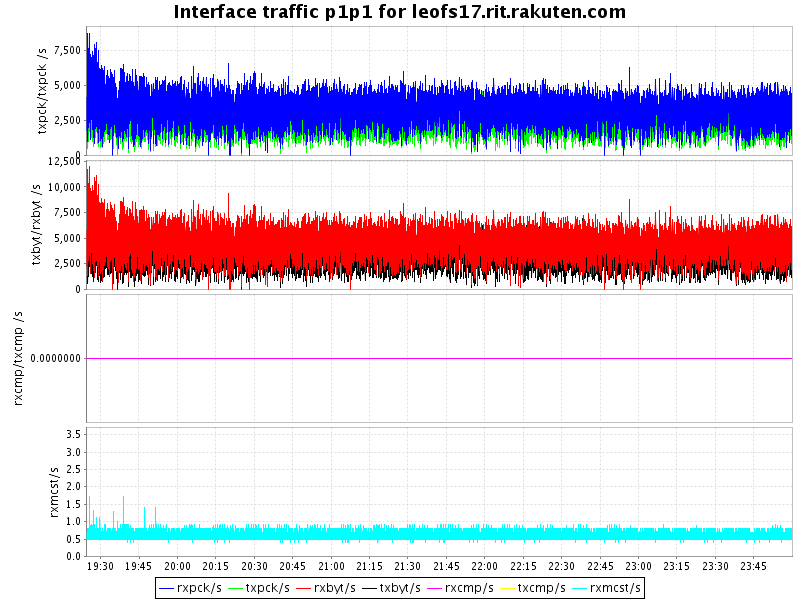 Interface traffic p1p1 for leofs17.rit.rakuten.com
txpck/txpck /s
7,500
5,000
2,500
0
txbyt/rxbyt /s
12,500
10,000
7,500
5,000
2,500
0
rxcmp/txcmp /s
0.0000000
rxmcst/s
3.5
3.0
2.5
2.0
1.5
1.0
0.5
0.0
19:30 19:45 20:00 20:15 20:30 20:45 21:00 21:15 21:30 21:45 22:00 22:15 22:30 22:45 23:00 23:15 23:30 23:45
rxpck/s txpck/s rxbyt/s txbyt/s rxcmp/s txcmp/s rxmcst/s